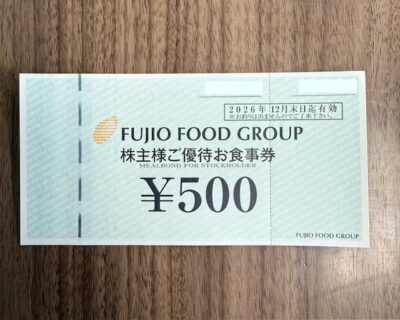 2026年12月末日迄有効
※お釣りは出ませんのでご了承下さい。
FUJIO FOOD GROUP
株主様ご優待お食事券
MEALBOND FOR STOCKHOLDER
¥500
FUJIO FOOD GROUP